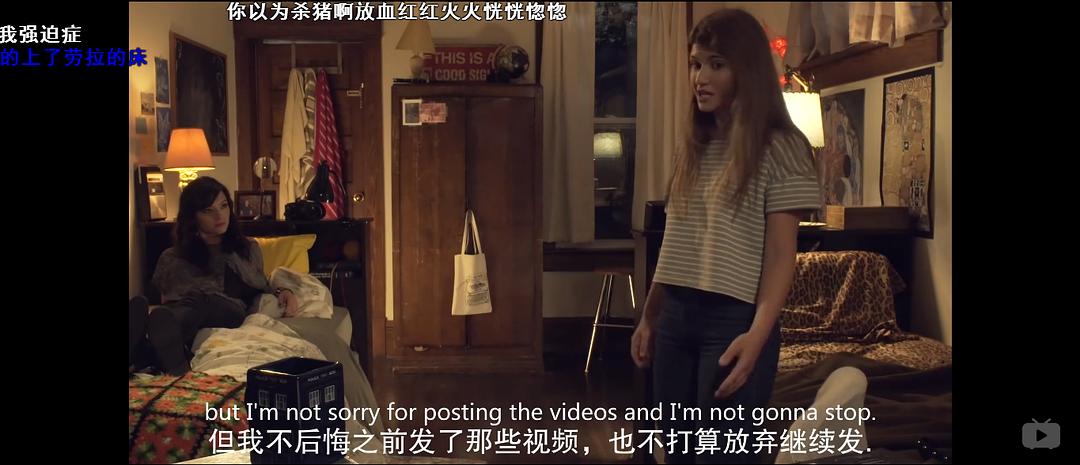 你以为杀猪啊放血红红火火恍恍惚惚
我强迫症
的上了劳拉的床
THIS IS A
GOOD SIGN
but I'm not sorry for posting the videos and I'm not gonna stop.
但我不后悔之前发了那些视频，也不打算放弃继续发.